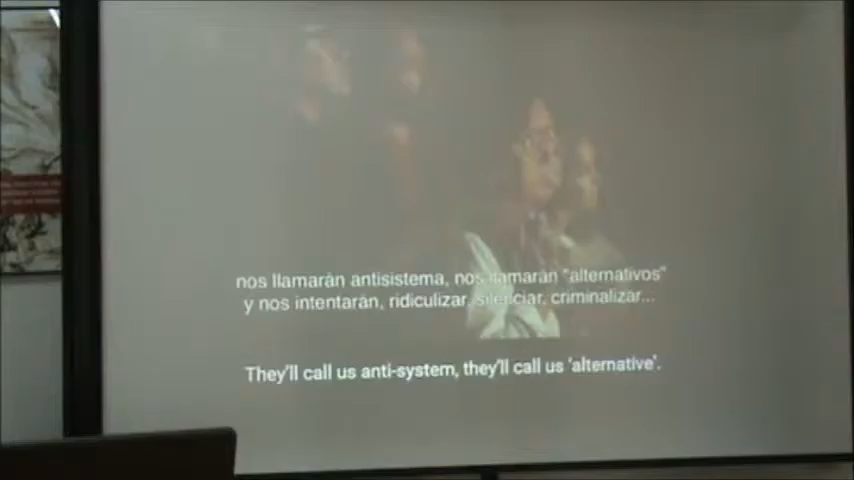 nos llamarán antisistema, nos llamarán "alternativos"
y nos intentarán, ridiculizar, silenciar, criminalizar...
They'll call us anti-system, they'll call us 'alternative'.